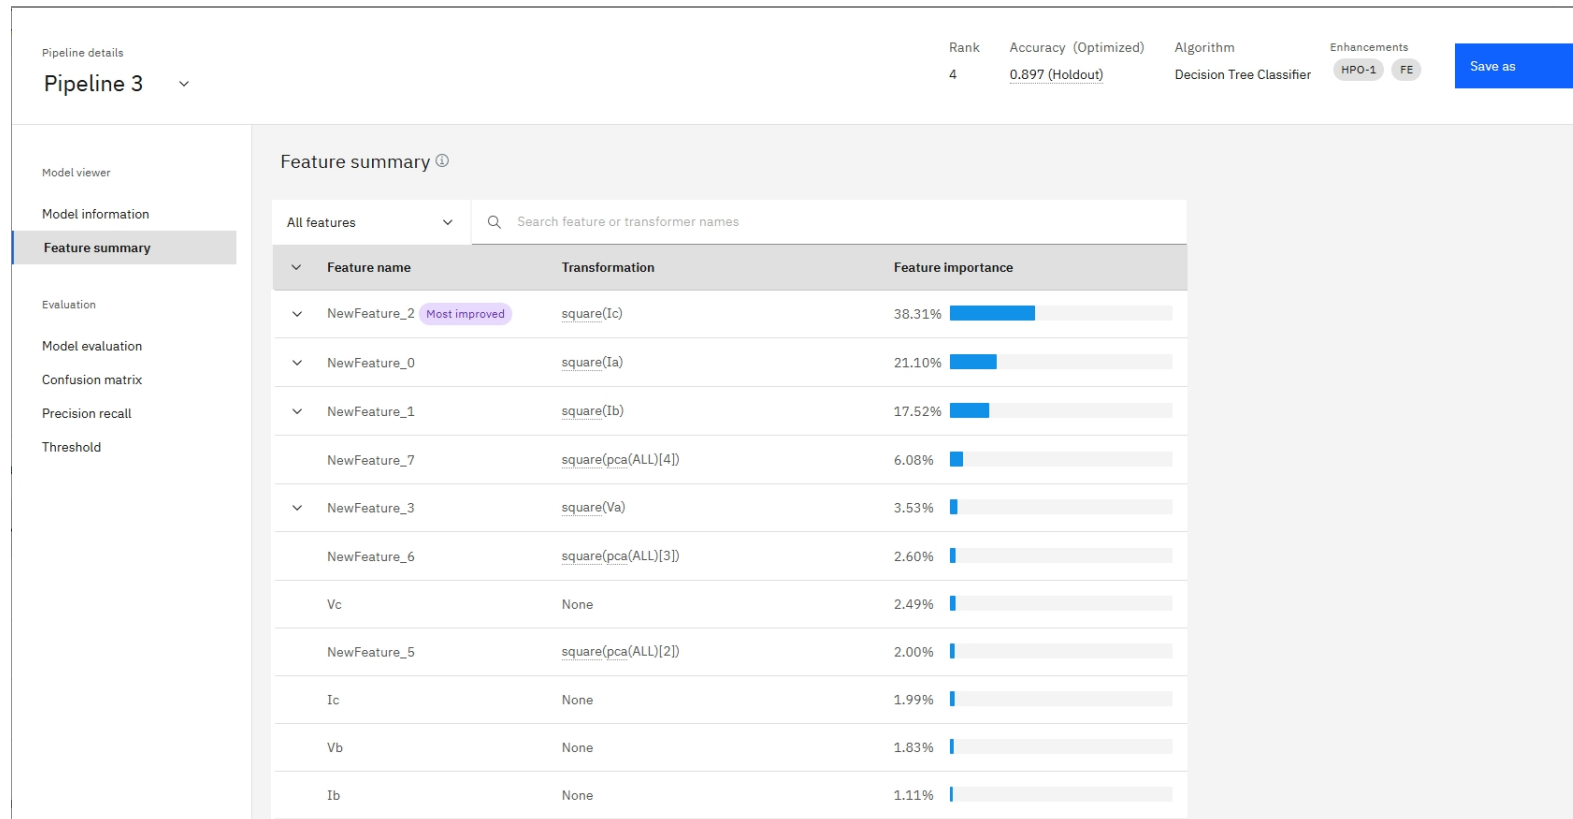 Pipeline details
Pipeline 3
Rank
4
Accuracy (Optimized)
0.897 (Holdout)
Algorithm
Decision Tree Classifier
Enhancements
HPO-1 FE
Save as
Model viewer
Model information
Feature summary
Evaluation
Model evaluation
Confusion matrix
Precision recall
Threshold
Feature summary
All features
Search feature or transformer names
Feature name Transformation Feature importance
NewFeature_2 Most improved square(Ic) 38.31%
NewFeature_0 square(Ia) 21.10%
NewFeature_1 square(Ib) 17.52%
NewFeature_7 square(pca(ALL)[4]) 6.08%
NewFeature_3 square(Va) 3.53%
NewFeature_6 square(pca(ALL)[3]) 2.60%
Vc None 2.49%
NewFeature_5 square(pca(ALL)[2]) 2.00%
Ic None 1.99%
Vb None 1.83%
Ib None 1.11%